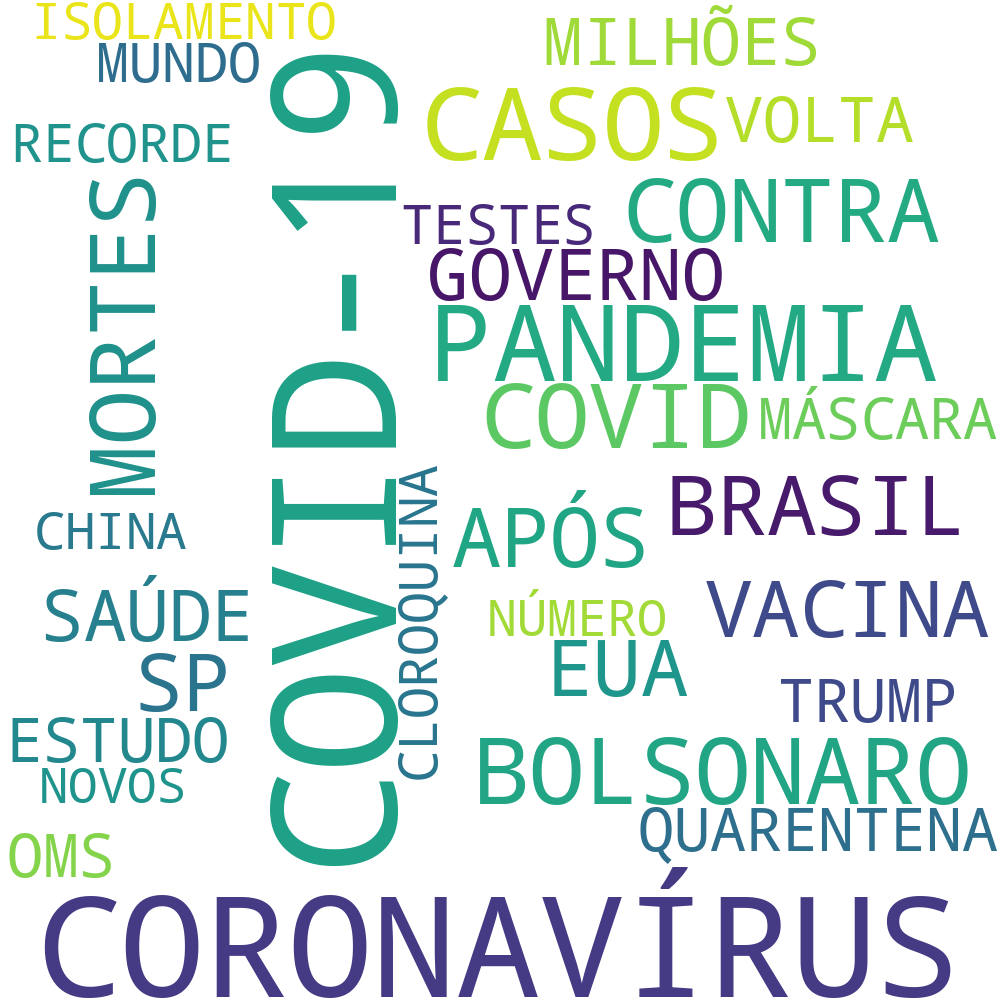 ISOLAMENTO
MUNDO
MILHÕES
CASOS
VOLTA
RECORDE
COVID-19
MORTES
CONTRA
TESTES
GOVERNO
PANDEMIA
COVID
MÁSCARA
BRASIL
CLOROQUINA
APÓS
CHINA
SAÚDE
VACINA
NÚMERO
EUA
SP
TRUMP
ESTUDO
NOVOS
BOLSONARO
QUARENTENA
OMS
CORONAVÍRUS